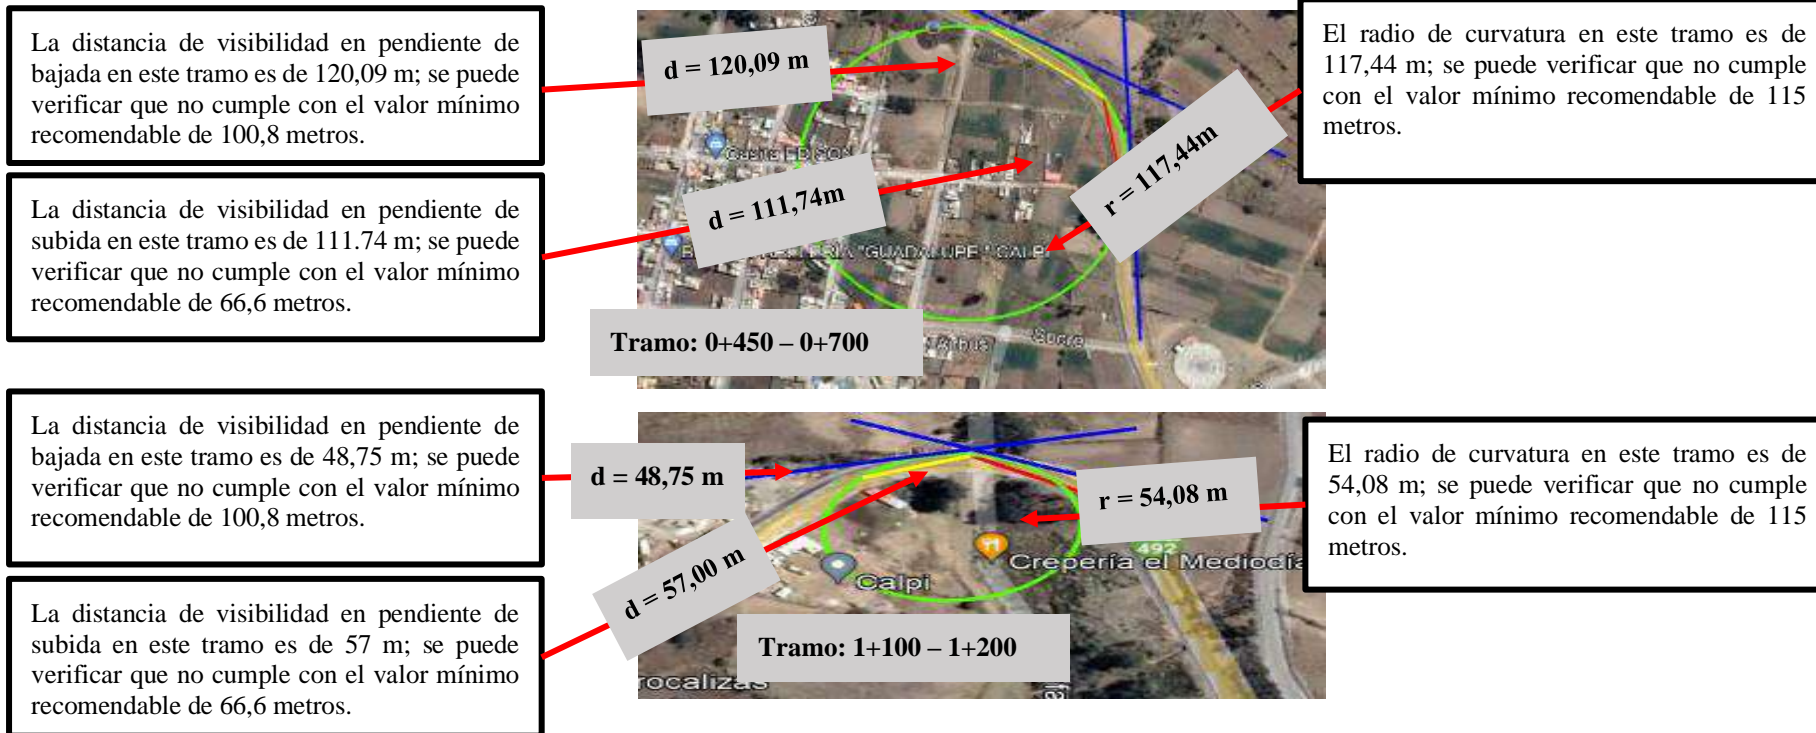 La distancia de visibilidad en pendiente de
bajada en este tramo es de 120,09 m; se puede
verificar que no cumple con el valor mínimo
recomendable de 100,8 metros.
d = 120,09 m
El radio de curvatura en este tramo es de
117,44 m; se puede verificar que no cumple
con el valor mínimo recomendable de 115
metros.
La distancia de visibilidad en pendiente de
subida en este tramo es de 111.74 m; se puede
verificar que no cumple con el valor mínimo
recomendable de 66,6 metros.
d = 111,74m
r = 117,44m
"GUADALUPE" CALPI
Sucre
Tramo: 0+450 – 0+700
La distancia de visibilidad en pendiente de
bajada en este tramo es de 48,75 m; se puede
verificar que no cumple con el valor mínimo
recomendable de 100,8 metros.
d = 48,75 m
r = 54,08 m
El radio de curvatura en este tramo es de
54,08 m; se puede verificar que no cumple
con el valor mínimo recomendable de 115
metros.
492
Crepería el Mediodía
Calpi
d = 57,00 m
La distancia de visibilidad en pendiente de
subida en este tramo es de 57 m; se puede
verificar que no cumple con el valor mínimo
recomendable de 66,6 metros.
Tramo: 1+100 – 1+200
rocalizas